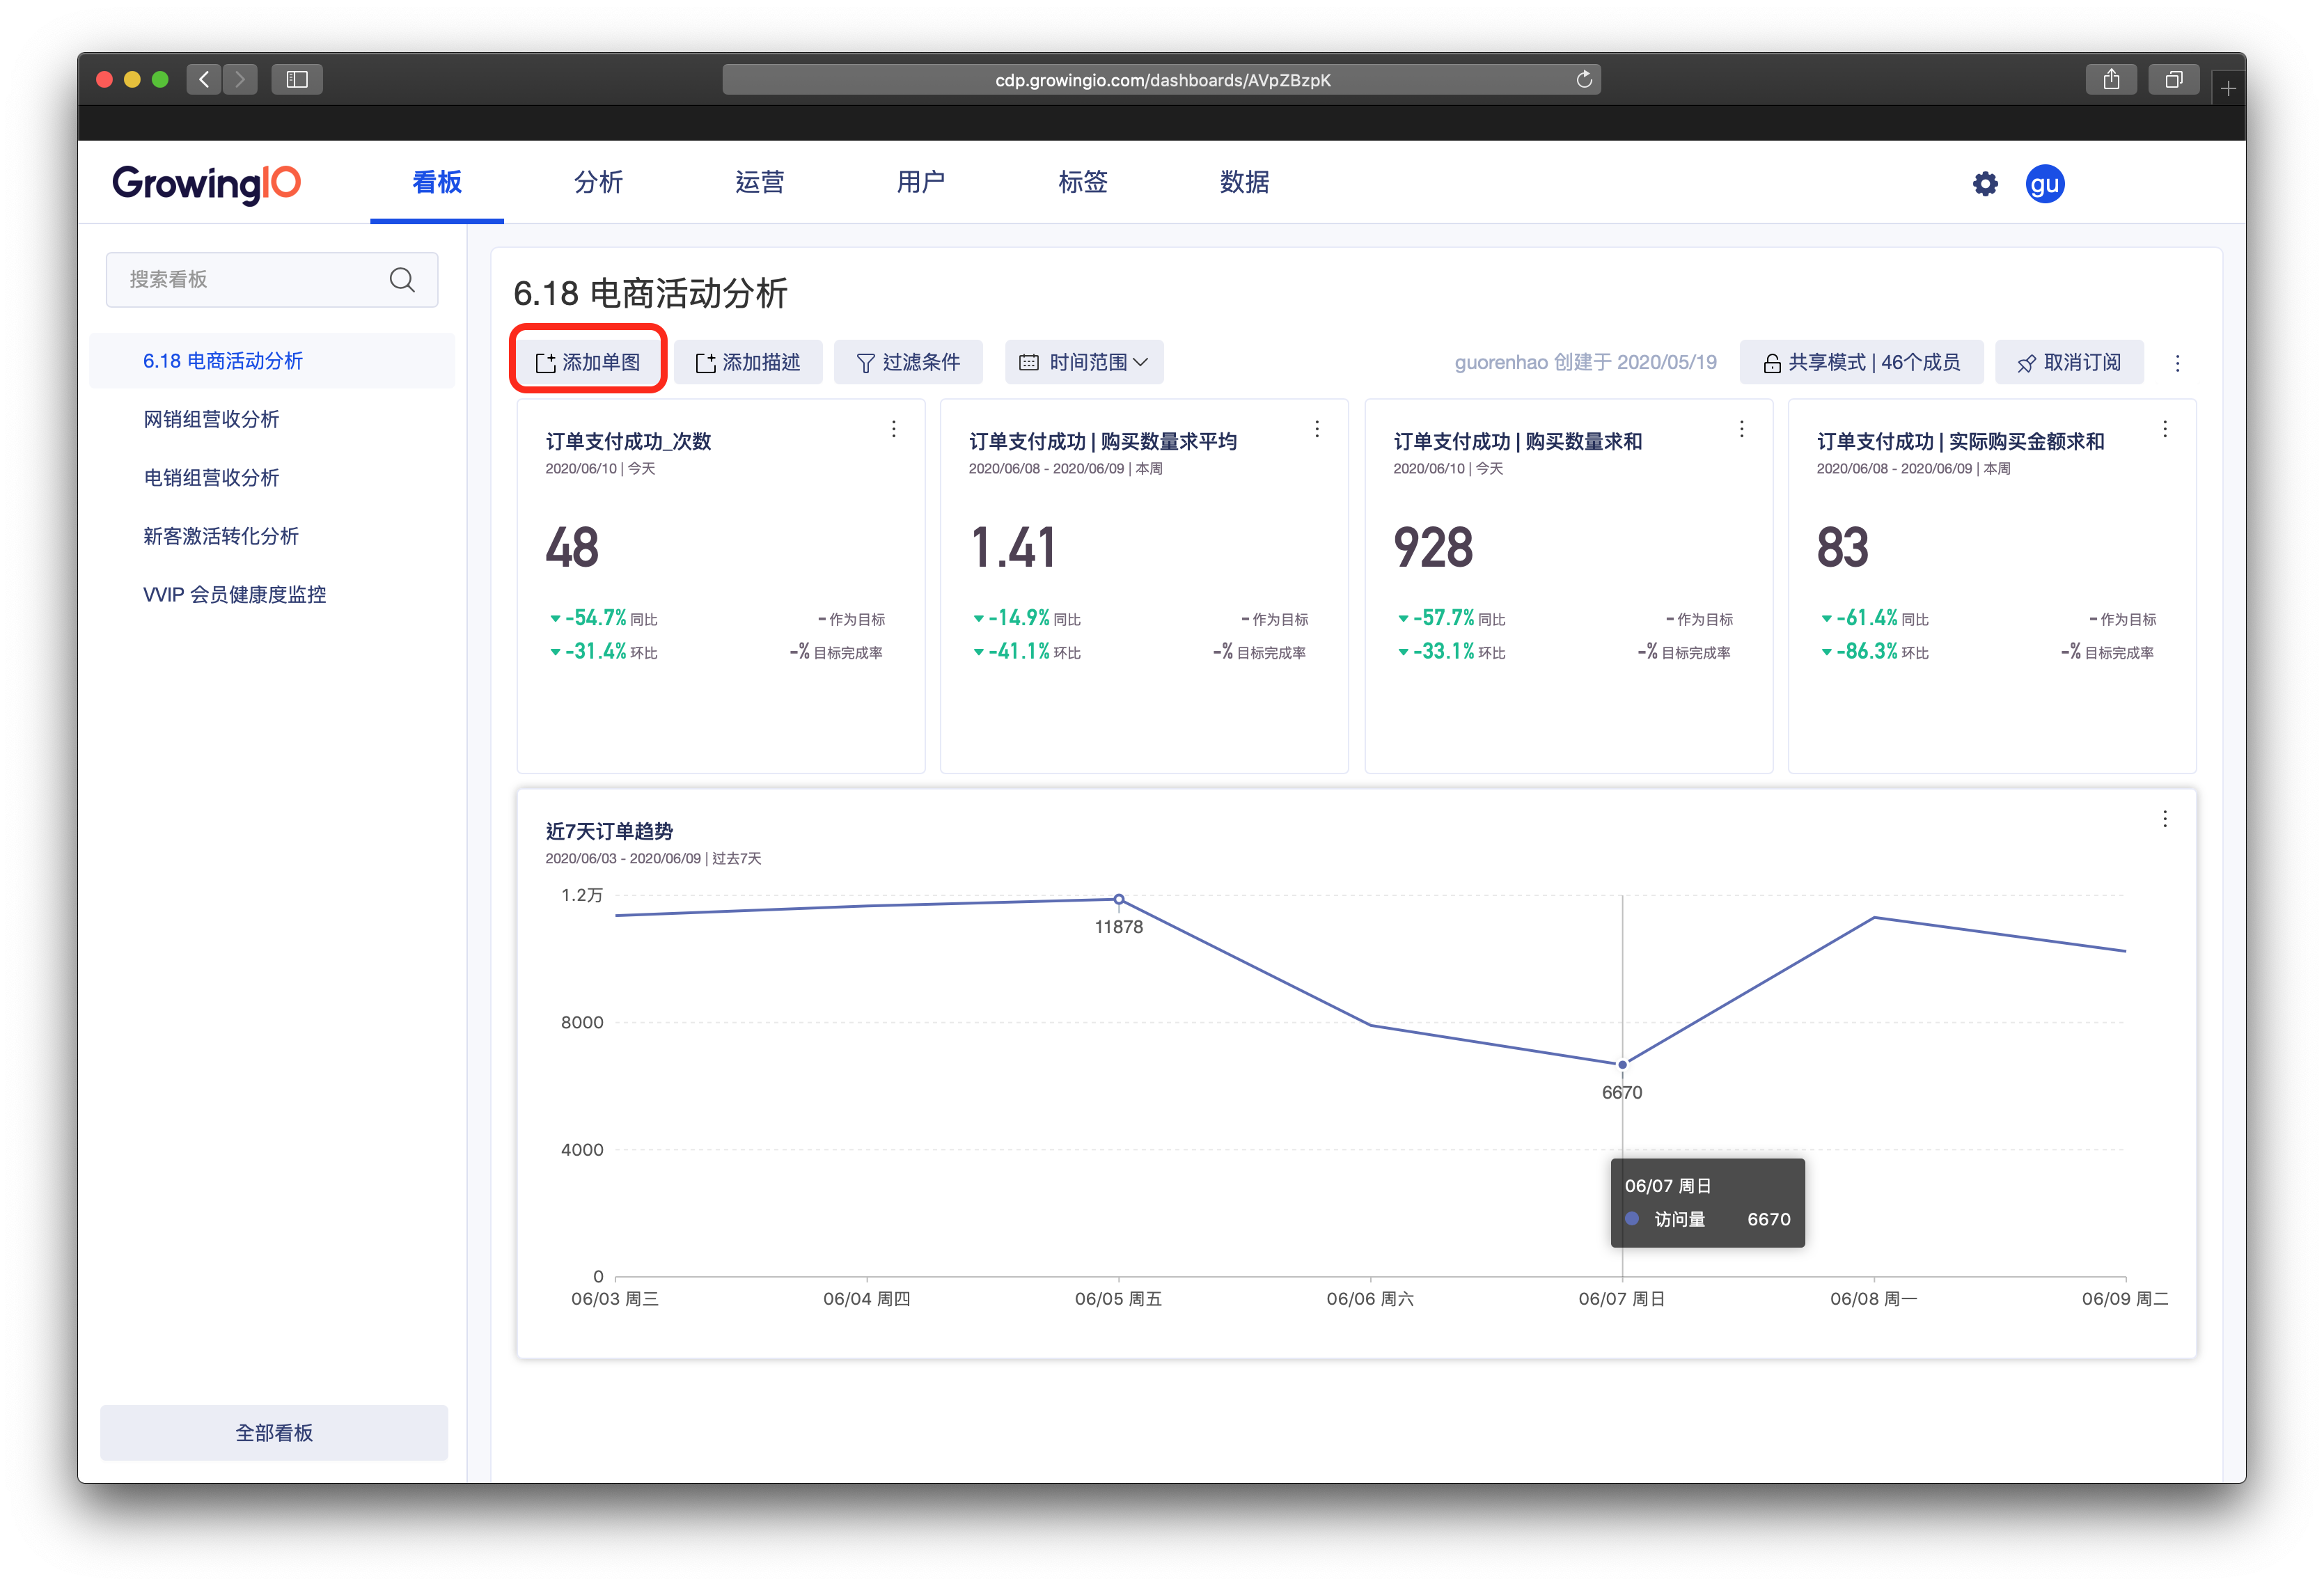 cdp.growingio.com/dashboards/AVpZBzpK
GrowingIO
看板 分析 运营 用户 标签 数据
gu
搜索看板
6.18 电商活动分析
网销组营收分析
电销组营收分析
新客激活转化分析
VVIP 会员健康度监控
全部看板
6.18 电商活动分析
添加单图 添加描述 过滤条件 时间范围 guorenhao 创建于 2020/05/19 共享模式 | 46个成员 取消订阅
订单支付成功_次数
2020/06/10 | 今天
48
-54.7% 同比 - 作为目标
-31.4% 环比 -% 目标完成率
订单支付成功 | 购买数量求平均
2020/06/08 - 2020/06/09 | 本周
1.41
-14.9% 同比 - 作为目标
-41.1% 环比 -% 目标完成率
订单支付成功 | 购买数量求和
2020/06/10 | 今天
928
-57.7% 同比 - 作为目标
-33.1% 环比 -% 目标完成率
订单支付成功 | 实际购买金额求和
2020/06/08 - 2020/06/09 | 本周
83
-61.4% 同比 - 作为目标
-86.3% 环比 -% 目标完成率
近7天订单趋势
2020/06/03 - 2020/06/09 | 过去7天
1.2万
11878
8000
6670
4000
06/07 周日
访问量 6670
0
06/03 周三 06/04 周四 06/05 周五 06/06 周六 06/07 周日 06/08 周一 06/09 周二